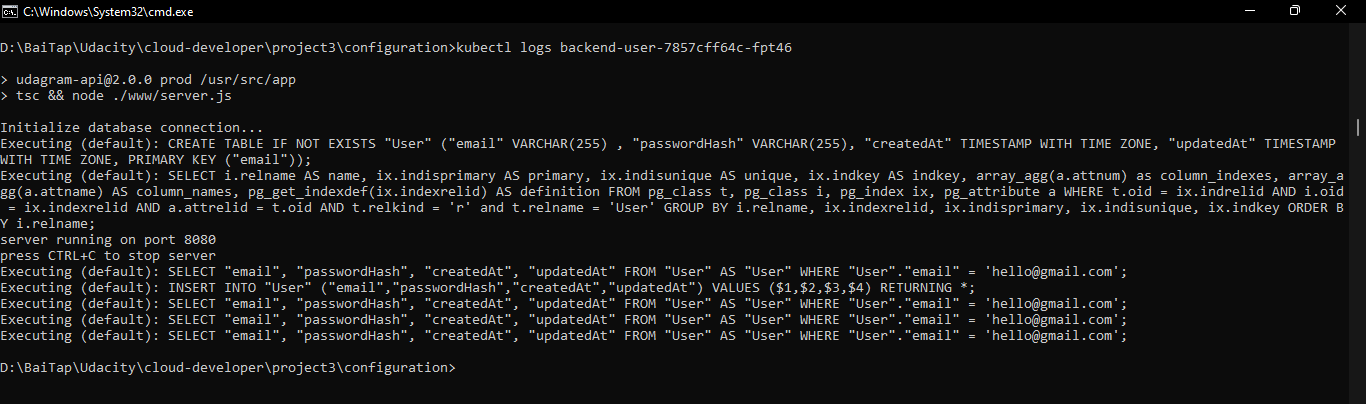 C:\Windows\System32\cmd.exe
D:\BaiTap\Udacity\cloud-developer\project3\configuration>kubectl logs backend-user-7857cff64c-fpt46
> udagram-api@2.0.0 prod /usr/src/app
> tsc && node ./www/server.js
Initialize database connection...
Executing (default): CREATE TABLE IF NOT EXISTS "User" ("email" VARCHAR(255) , "passwordHash" VARCHAR(255), "createdAt" TIMESTAMP WITH TIME ZONE, "updatedAt" TIMESTAMP
WITH TIME ZONE, PRIMARY KEY ("email"));
Executing (default): SELECT i.relname AS name, ix.indisprimary AS primary, ix.indisunique AS unique, ix.indkey AS indkey, array_agg(a.attnum) as column_indexes, array_a
gg(a.attname) AS column_names, pg_get_indexdef(ix.indexrelid) AS definition FROM pg_class t, pg_class i, pg_index ix, pg_attribute a WHERE t.oid = ix.indrelid AND i.oid
= ix.indexrelid AND a.attrelid = t.oid AND t.relkind = 'r' and t.relname = 'User' GROUP BY i.relname, ix.indexrelid, ix.indisprimary, ix.indisunique, ix.indkey ORDER B
Y i.relname;
server running on port 8080
press CTRL+C to stop server
Executing (default): SELECT "email", "passwordHash", "createdAt", "updatedAt" FROM "User" AS "User" WHERE "User"."email" = 'hello@gmail.com';
Executing (default): INSERT INTO "User" ("email","passwordHash","createdAt","updatedAt") VALUES ($1,$2,$3,$4) RETURNING *;
Executing (default): SELECT "email", "passwordHash", "createdAt", "updatedAt" FROM "User" AS "User" WHERE "User"."email" = 'hello@gmail.com';
Executing (default): SELECT "email", "passwordHash", "createdAt", "updatedAt" FROM "User" AS "User" WHERE "User"."email" = 'hello@gmail.com';
Executing (default): SELECT "email", "passwordHash", "createdAt", "updatedAt" FROM "User" AS "User" WHERE "User"."email" = 'hello@gmail.com';
D:\BaiTap\Udacity\cloud-developer\project3\configuration>